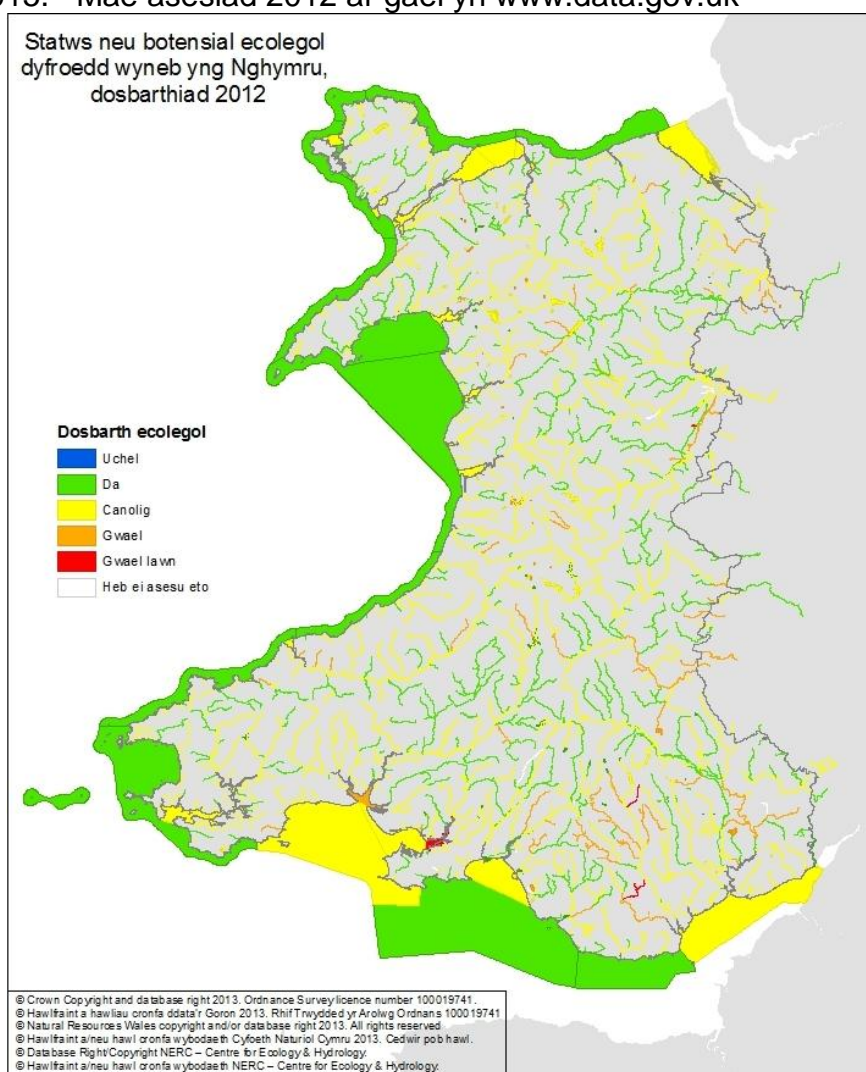 Mae asesiad 2012 ar gael yn www.data.gov.uk
Statws neu botensial ecolegol
dyfroedd wyneb yng Nghymru,
dosbarthiad 2012
Dosbarth ecolegol
Uchel
Da
Canolig
Gwael
Gwael Iawn
Heb ei asesu eto
© Crown Copyright and database right 2013. Ordnance Survey licence number 100019741.
© Hawlfraint a hawliau cronfa ddata'r Goron 2013. Rhif Trwydded yr Arolwg Ordnans 100019741
© Natural Resources Wales copyright and/or database right 2013. All rights reserved
© Hawlfraint a/neu hawl cronfa wybodaeth Cyfoeth Naturiol Cymru 2013. Cedwir pob hawl.
© Database Right/Copyright NERC – Centre for Ecology & Hydrology.
© Hawlfraint a/neu hawl cronfa wybodaeth NERC – Centre for Ecology & Hydrology.